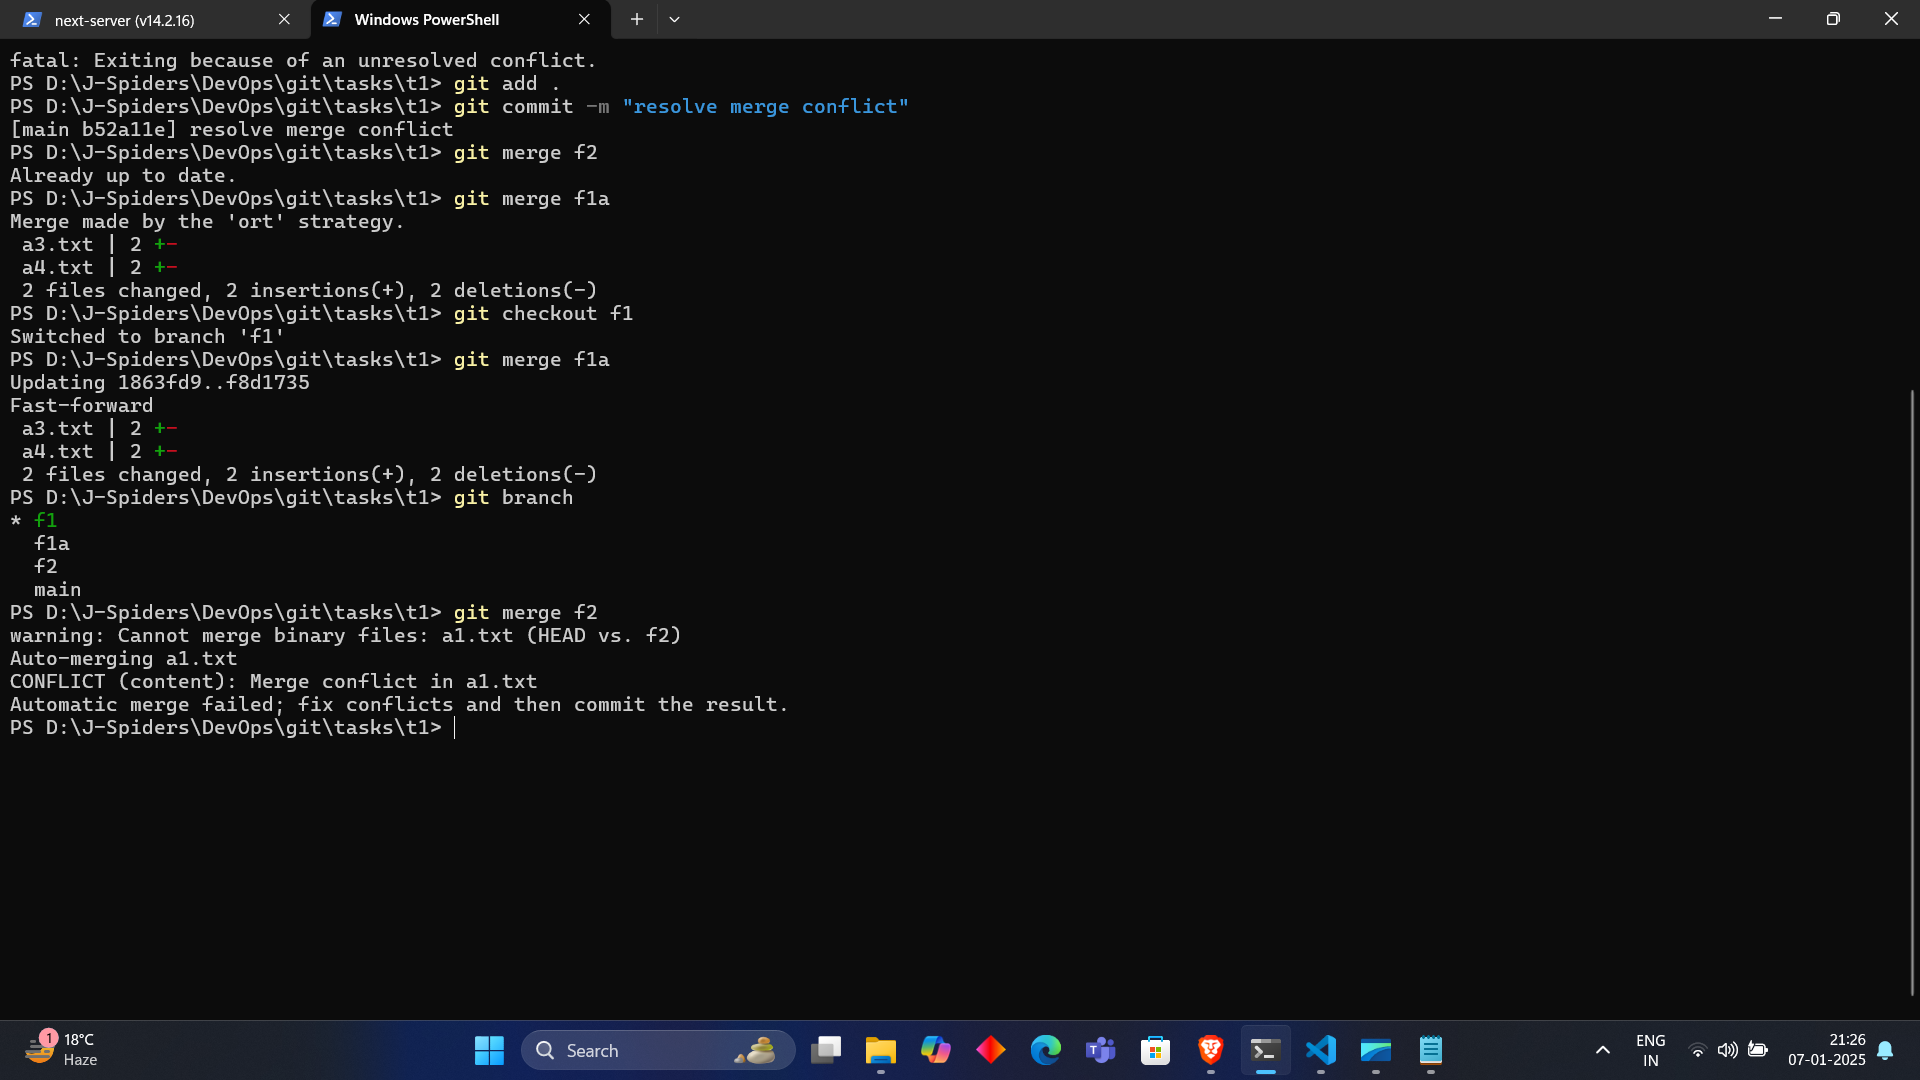 next-server (v14.2.16)
Windows PowerShell
fatal: Exiting because of an unresolved conflict.
PS D:\J-Spiders\DevOps\git\tasks\t1> git add .
PS D:\J-Spiders\DevOps\git\tasks\t1> git commit -m "resolve merge conflict"
[main b52a11e] resolve merge conflict
PS D:\J-Spiders\DevOps\git\tasks\t1> git merge f2
Already up to date.
PS D:\J-Spiders\DevOps\git\tasks\t1> git merge f1a
Merge made by the 'ort' strategy.
 a3.txt | 2 +-
 a4.txt | 2 +-
 2 files changed, 2 insertions(+), 2 deletions(-)
PS D:\J-Spiders\DevOps\git\tasks\t1> git checkout f1
Switched to branch 'f1'
PS D:\J-Spiders\DevOps\git\tasks\t1> git merge f1a
Updating 1863fd9..f8d1735
Fast-forward
 a3.txt | 2 +-
 a4.txt | 2 +-
 2 files changed, 2 insertions(+), 2 deletions(-)
PS D:\J-Spiders\DevOps\git\tasks\t1> git branch
* f1
  f1a
  f2
  main
PS D:\J-Spiders\DevOps\git\tasks\t1> git merge f2
warning: Cannot merge binary files: a1.txt (HEAD vs. f2)
Auto-merging a1.txt
CONFLICT (content): Merge conflict in a1.txt
Automatic merge failed; fix conflicts and then commit the result.
PS D:\J-Spiders\DevOps\git\tasks\t1>
1
18°C
Haze
Search
ENG
IN
21:26
07-01-2025